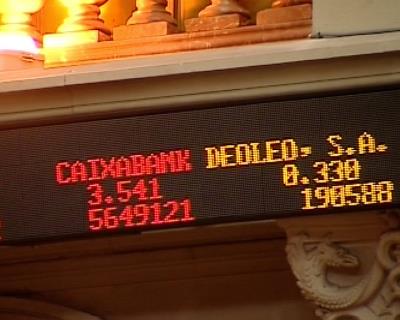 CAIXABANK
3.541
5649121
DEOLEO, S.A.
0.330
190588